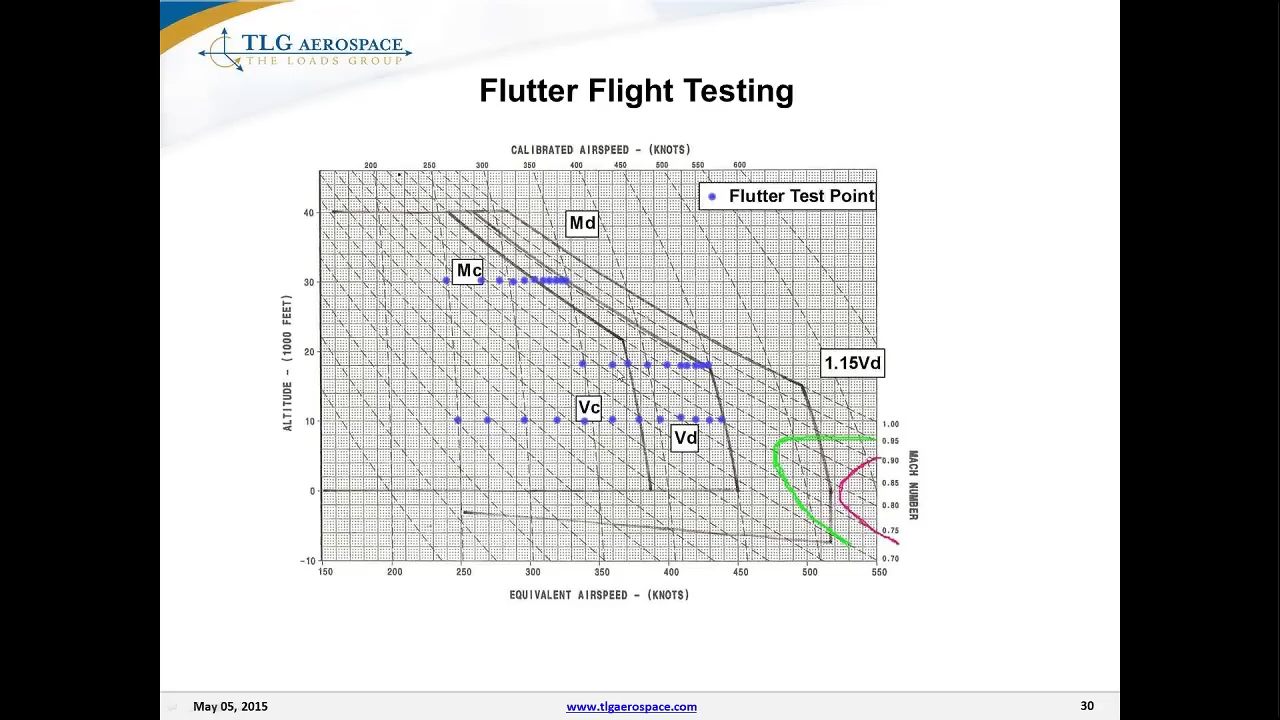 TLG AEROSPACE
THE LOADS GROUP
Flutter Flight Testing
CALIBRATED AIRSPEED - (KNOTS)
200 250 300 350 400 450 500 550 600
Flutter Test Point
Md
Mc
1.15Vd
Vc
Vd
ALTITUDE - (1000 FEET)
40
30
20
10
0
-10
1.00
0.95
0.90
0.85
0.80
0.75
0.70
MACH NUMBER
150 200 250 300 350 400 450 500 550
EQUIVALENT AIRSPEED - (KNOTS)
May 05, 2015
www.tlgaerospace.com
30